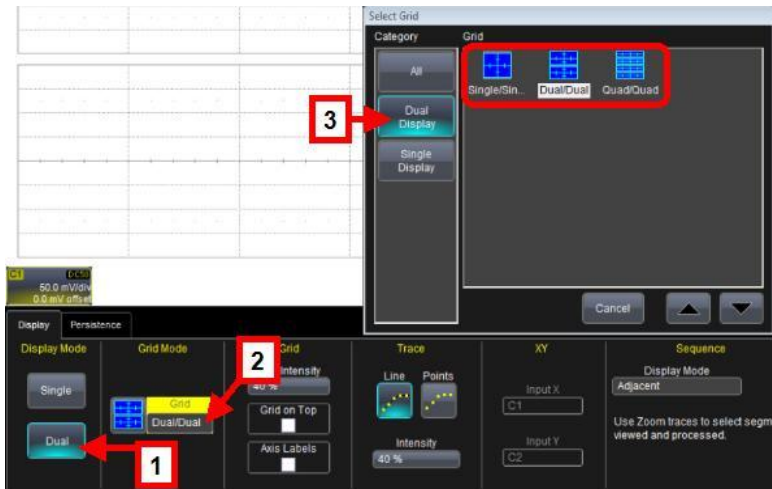 Select Grid
Category
Grid
All
Dual
Display
Single
Display
Single/Sin...
Dual/Dual
Quad/Quad
3
Cancel
C1
DC50
50.0 mV/div
0.0 mV offset
Display
Persistence
Display Mode
Single
Dual
1
Grid Mode
Grid
Dual/Dual
2
Grid
Intensity
40 %
Grid on Top
Axis Labels
Trace
Line
Points
Intensity
40 %
XY
Input X
C1
Input Y
C2
Sequence
Display Mode
Adjacent
Use Zoom traces to select segm
viewed and processed.